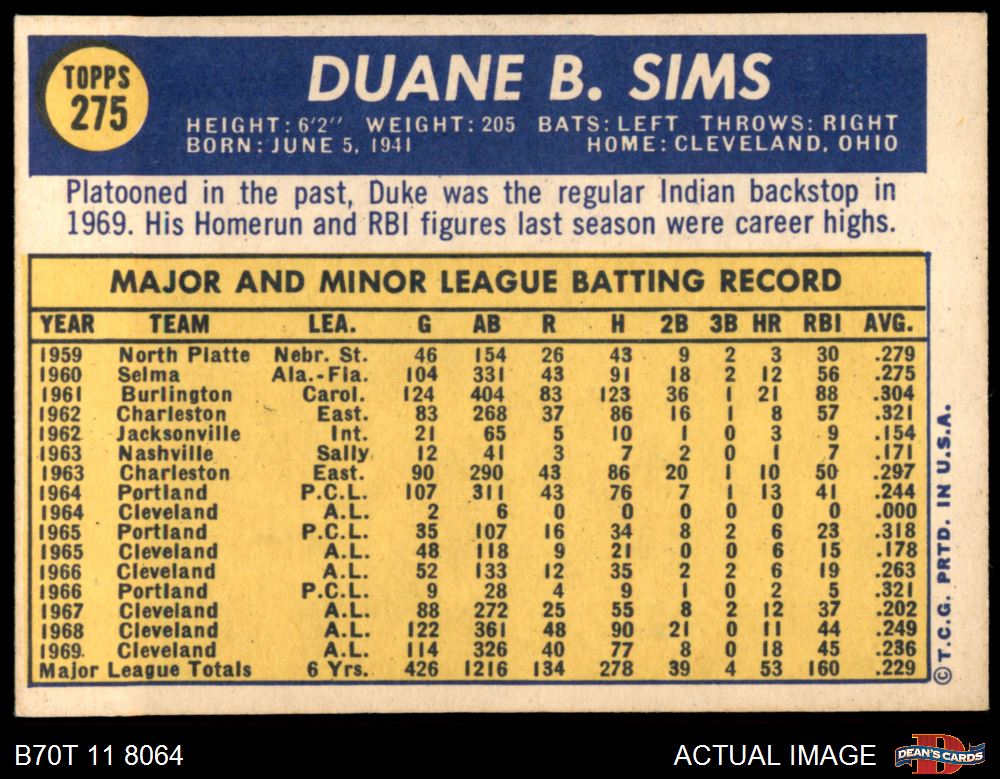 TOPPS
275
DUANE B. SIMS
HEIGHT: 6'2" WEIGHT: 205 BATS: LEFT THROWS: RIGHT
BORN: JUNE 5, 1941 HOME: CLEVELAND, OHIO
Platooned in the past, Duke was the regular Indian backstop in
1969. His Homerun and RBI figures last season were career highs.
MAJOR AND MINOR LEAGUE BATTING RECORD
YEAR TEAM LEA. G AB R H 2B 3B HR RBI AVG.
1959 North Platte Nebr. St. 46 154 26 43 9 2 3 30 .279
1960 Selma Ala.-Fla. 104 331 43 91 18 2 12 56 .275
1961 Burlington Carol. 124 404 83 123 36 1 21 88 .304
1962 Charleston East. 83 268 37 86 16 1 8 57 .321
1962 Jacksonville Int. 21 65 5 10 1 0 3 9 .154
1963 Nashville Sally 12 41 3 7 2 0 1 7 .171
1963 Charleston East. 90 290 43 86 20 1 10 50 .297
1964 Portland P.C.L. 107 311 43 76 7 1 13 41 .244
1964 Cleveland A.L. 2 6 0 0 0 0 0 0 .000
1965 Portland P.C.L. 35 107 16 34 8 2 6 23 .318
1965 Cleveland A.L. 48 118 9 21 0 0 6 15 .178
1966 Cleveland A.L. 52 133 12 35 2 2 6 19 .263
1966 Portland P.C.L. 9 28 4 9 1 0 2 5 .321
1967 Cleveland A.L. 88 272 25 55 8 2 12 37 .202
1968 Cleveland A.L. 122 361 48 90 21 0 11 44 .249
1969 Cleveland A.L. 114 326 40 77 8 0 18 45 .236
Major League Totals 6 Yrs. 426 1216 134 278 39 4 53 160 .229
© T.C.G. PRTD. IN U.S.A.
B70T 11 8064
ACTUAL IMAGE
D
DEAN'S CARDS